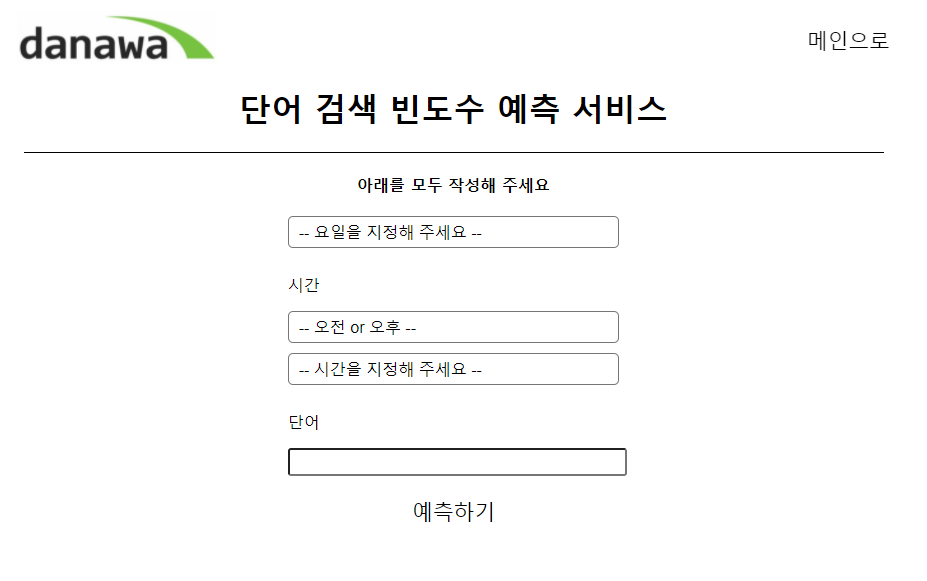 danawa
메인으로
단어 검색 빈도수 예측 서비스
아래를 모두 작성해 주세요
-- 요일을 지정해 주세요 --
시간
-- 오전 or 오후 --
-- 시간을 지정해 주세요 --
단어
예측하기